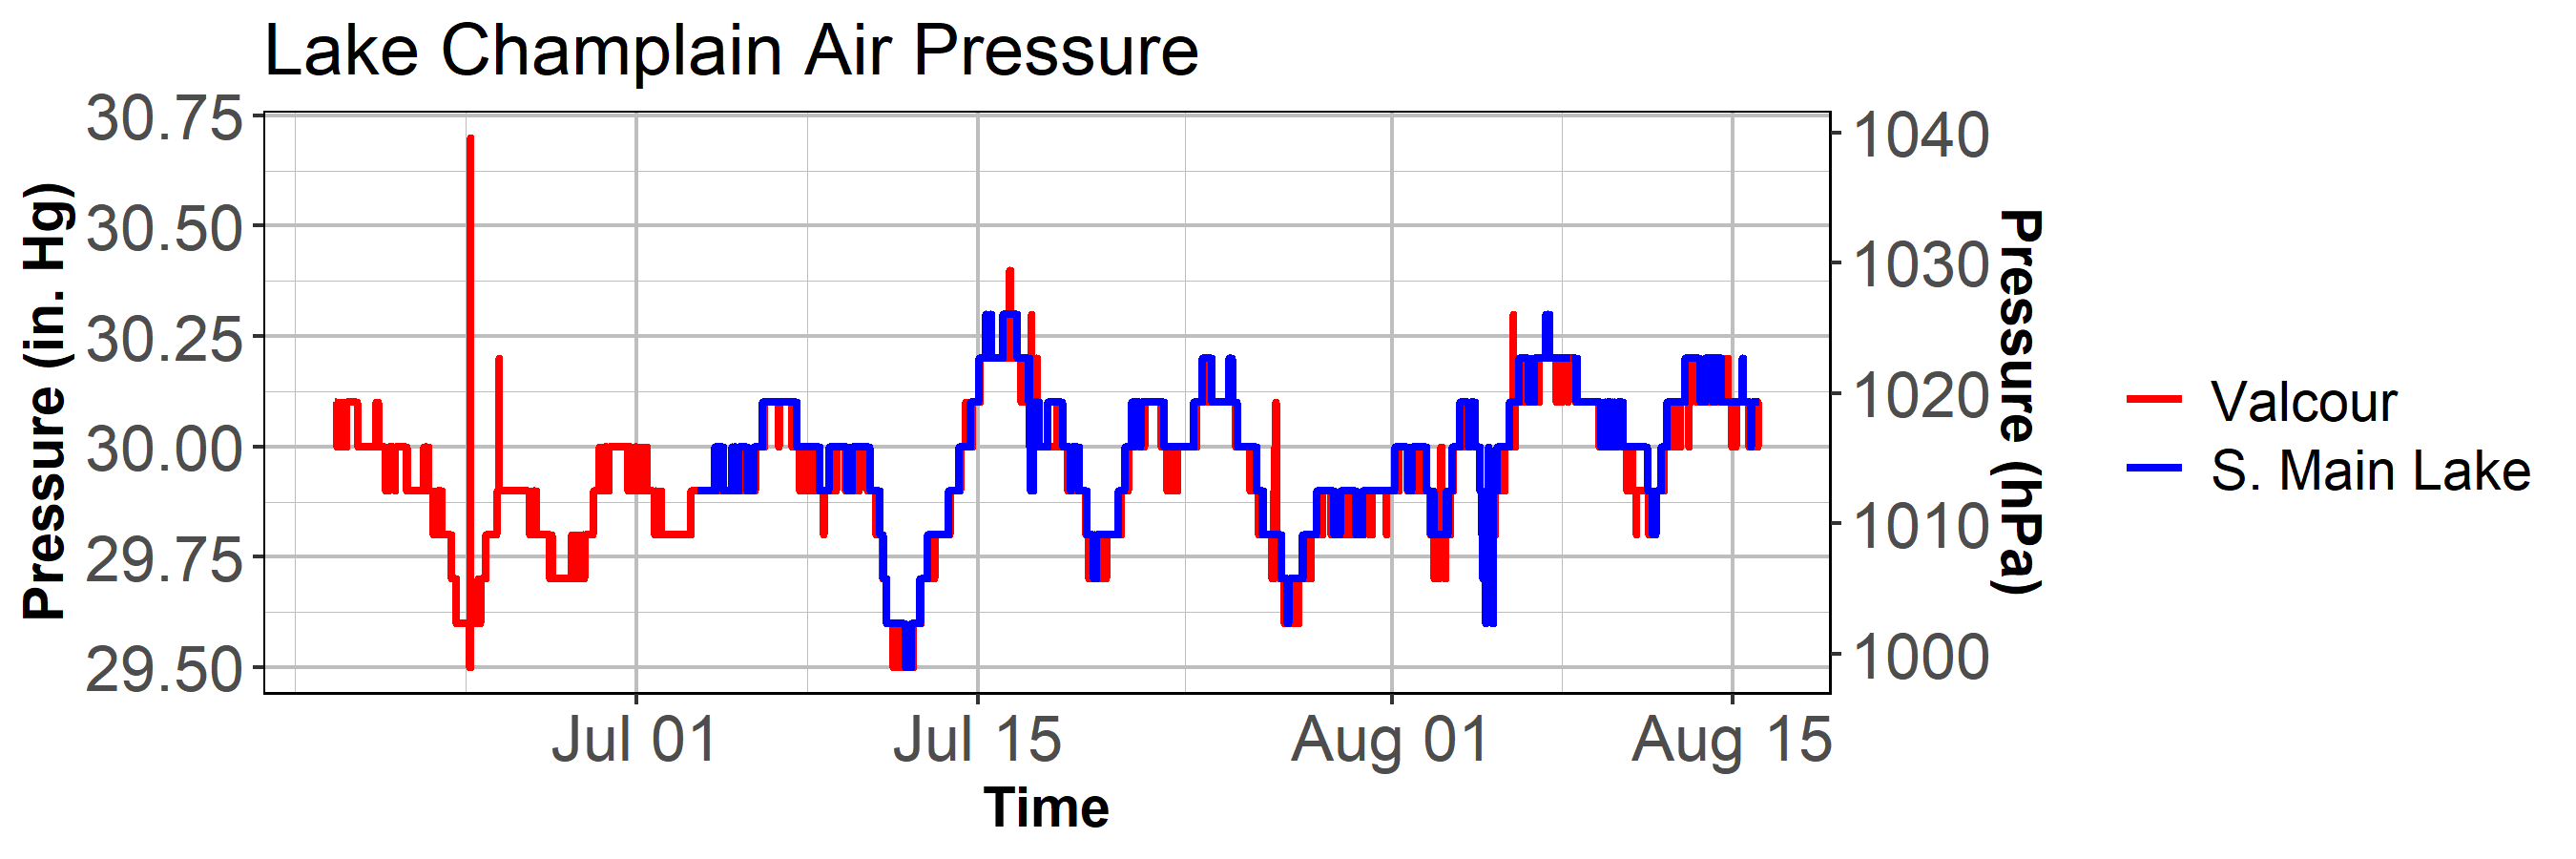 Lake Champlain Air Pressure
Pressure (in. Hg)
30.75
30.50
30.25
30.00
29.75
29.50
1040
1030
1020
1010
1000
Pressure (hPa)
Jul 01 Jul 15 Aug 01 Aug 15
Time
Valcour
S. Main Lake